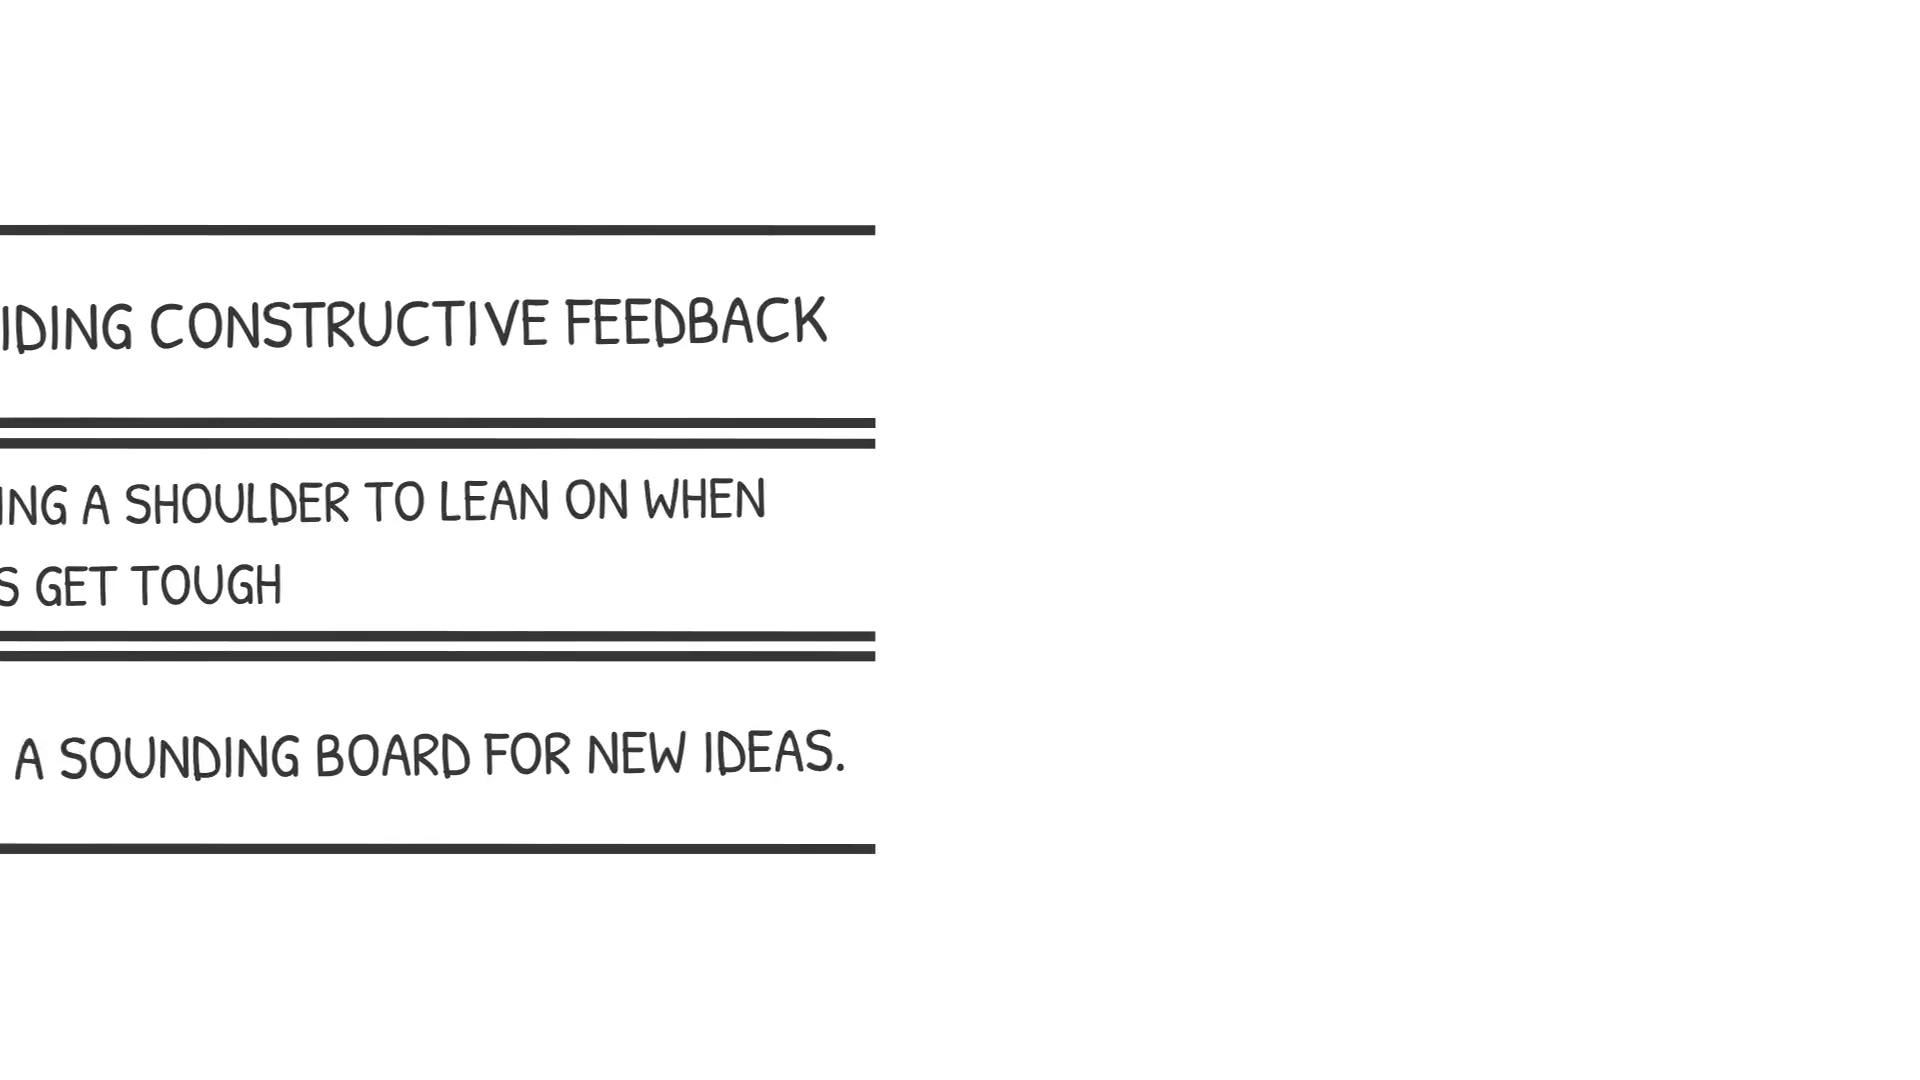 IDING CONSTRUCTIVE FEEDBACK
ING A SHOULDER TO LEAN ON WHEN
S GET TOUGH
A SOUNDING BOARD FOR NEW IDEAS.